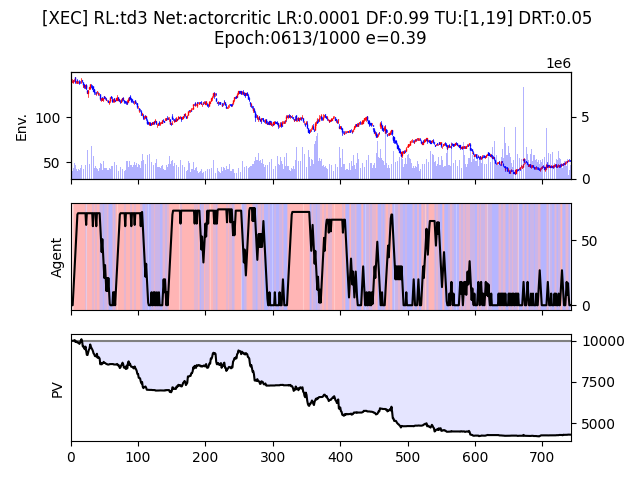 [XEC] RL:td3 Net:actorcritic LR:0.0001 DF:0.99 TU:[1,19] DRT:0.05
Epoch:0613/1000 e=0.39
1e6
Env.
100
50
5
0
Agent
50
0
PV
10000
7500
5000
0 100 200 300 400 500 600 700